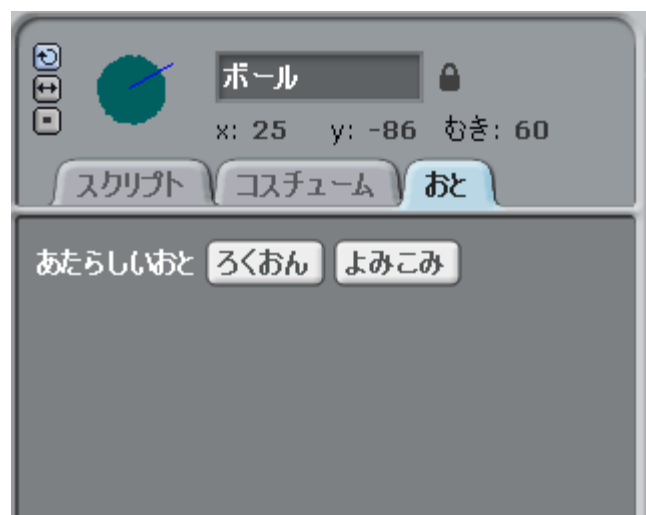 ボール
x: 25 y: -86 むき: 60
スクリプト コスチューム おと
あたらしいおと ろくおん よみこみ